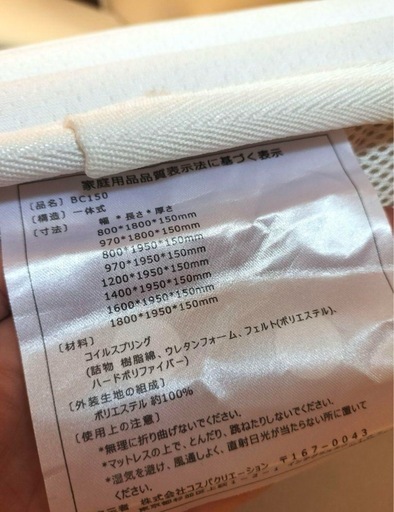 家庭用品品質表示法に基づく表示
〔品名〕BC150
〔構造〕一体式
〔寸法〕 幅 * 長さ * 厚さ
800*1800*150mm
970*1800*150mm
800*1950*150mm
970*1950*150mm
1200*1950*150mm
1400*1950*150mm
1600*1950*150mm
1800*1950*150mm
〔材料〕
コイルスプリング
(詰物 樹脂綿、ウレタンフォーム、フェルト(ポリエステル)、
ハードポリファイバー)
〔外装生地の組成〕
ポリエステル 約100%
〔使用上の注意〕
*無理に折り曲げないでください。
*マットレスの上で、とんだり、跳ねたりしないでください。
*湿気を避け、風通しよく、直射日光が当たらない所に置いて
ください。
株式会社コスパクリエーション 〒167-0043
東京都杉並区上荻